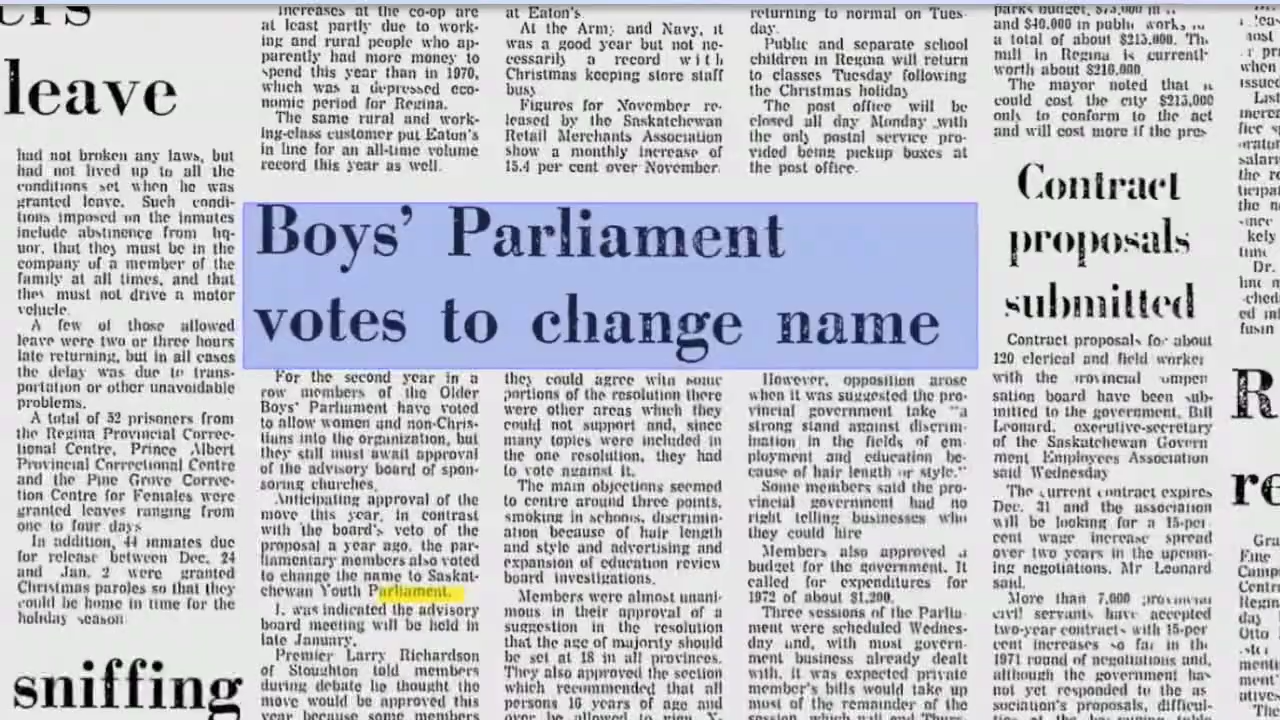 leave
had not broken any laws, but
had not lived up to all the
conditions set when he was
granted leave. Such condi-
tions imposed on the inmates
include abstinence from liq-
uor, that they must be in the
company of a member of the
family at all times, and that
they must not drive a motor
vehicle.
A few of those allowed
leave were two or three hours
late returning, but in all cases
the delay was due to trans-
portation or other unavoidable
problems.
A total of 52 prisoners from
the Regina Provincial Correc-
tional Centre, Prince Albert
Provincial Correctional Centre
and the Pine Grove Correc-
tion Centre for Females were
granted leaves ranging from
one to four days
In addition, 44 inmates due
for release between Dec. 24
and Jan. 2 were granted
Christmas paroles so that they
could be home in time for the
holiday season
sniffing
increases at the co-op are
at least partly due to work-
ing and rural people who ap-
parently had more money to
spend this year than in 1970,
which was a depressed eco-
nomic period for Regina.
The same rural and work-
ing-class customer put Eaton's
in line for an all-time volume
record this year as well.
at Eaton's.
At the Army and Navy, it
was a good year but not ne-
cessarily a record with
Christmas keeping store staff
busy
Figures for November re-
leased by the Saskatchewan
Retail Merchants Association
show a monthly increase of
15.4 per cent over November.
returning to normal on Tues-
day.
Public and separate school
children in Regina will return
to classes Tuesday following
the Christmas holiday
The post office will be
closed all day Monday with
the only postal service pro-
vided being pickup boxes at
the post office.
Boys' Parliament
votes to change name
For the second year in a
row members of the Older
Boys' Parliament have voted
to allow women and non-Chris-
tians into the organization, but
they still must await approval
of the advisory board of spon-
soring churches.
Anticipating approval of the
move this year, in contrast
with the board's veto of the
proposal a year ago, the par-
liamentary members also voted
to change the name to Saskat-
chewan Youth Parliament.
I. was indicated the advisory
board meeting will be held in
late January.
Premier Larry Richardson
of Stoughton told members
during debate he thought the
move would be approved this
year because some members
they could agree with some
portions of the resolution there
were other areas which they
could not support and, since
many topics were included in
the one resolution, they had
to vote against it.
The main objections seemed
to centre around three points,
smoking in schools, discrimin-
ation because of hair length
and style and advertising and
expansion of education review
board investigations.
Members were almost unani-
mous in their approval of a
suggestion in the resolution
that the age of majority should
be set at 18 in all provinces.
They also approved the section
which recommended that all
persons 16 years of age and
over be allowed to
However, opposition arose
when it was suggested the pro-
vincial government take "a
strong stand against discrim-
ination in the fields of em-
ployment and education be-
cause of hair length or style."
Some members said the pro-
vincial government had no
right telling businesses who
they could hire
Members also approved a
budget for the government. It
called for expenditures for
1972 of about $1,200.
Three sessions of the Parlia-
ment were scheduled Wednes-
day and, with most govern-
ment business already dealt
with, it was expected private
member's bills would take up
most of the remainder of the
session, which will end Thurs-
parks budget,
and $40,000 in public work,
a total of about $215,000. Th
mill in Regina is currentl
worth about $210,000.
The mayor noted that
could cost the city $215,000
only to conform to the act
and will cost more if the pres
Contract
proposals
submitted
Contract proposals for about
120 clerical and field worker
with the provincial
sation board have been sub-
mitted to the government, Bill
Leonard, executive-secretary
of the Saskatchewan Govern
ment Employees Association
said Wednesday
The current contract expires
Dec. 31 and the association
will be looking for a 15-per
cent wage increase spread
over two years in the upcom-
ing negotiations, Mr Leonard
said.
More than 7,000 provincial
civil servants have accepted
two-year contracts with 15-per
cent increases so far in the
1971 round of negotiations and,
although the government has
not yet responded to the as
sociation's proposals, difficul-